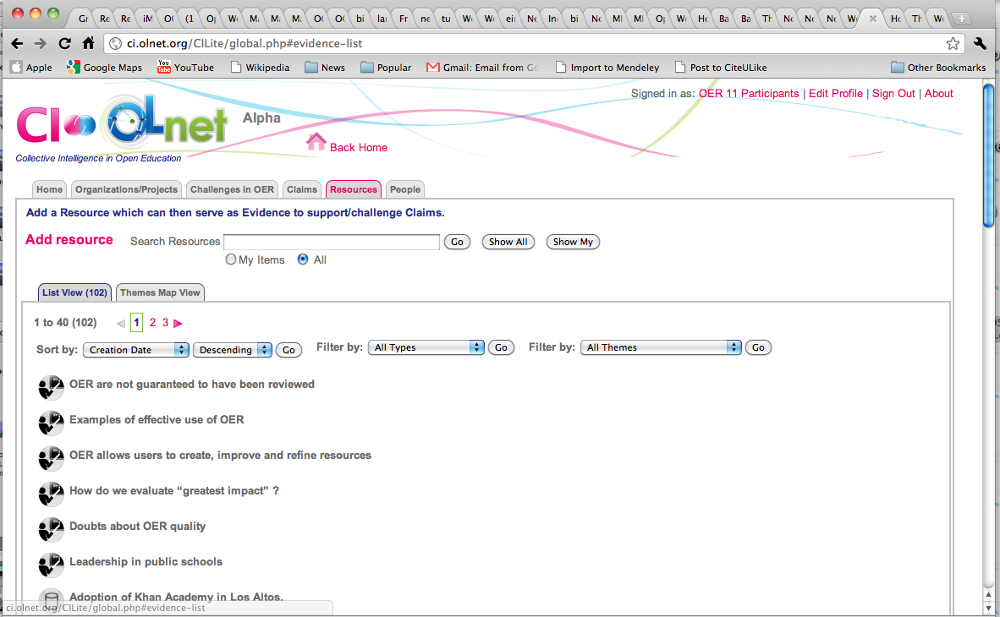 Gr Re Re iM O( (1 O| W( M: M: M: O( O( bi la Fr ne tu W W ei N In bi N MI MI O| W H Ba Ba Th N N N W H Th W
ci.olnet.org/CILite/global.php#evidence-list
Apple Google Maps YouTube Wikipedia News Popular Gmail: Email from Go Import to Mendeley Post to CiteULike Other Bookmarks
Signed in as: OER 11 Participants | Edit Profile | Sign Out | About
CI OLnet Alpha
Back Home
Collective Intelligence in Open Education
Home Organizations/Projects Challenges in OER Claims Resources People
Add a Resource which can then serve as Evidence to support/challenge Claims.
Add resource Search Resources Go Show All Show My
My Items All
List View (102) Themes Map View
1 to 40 (102) 1 2 3
Sort by: Creation Date Descending Go Filter by: All Types Go Filter by: All Themes Go
OER are not guaranteed to have been reviewed
Examples of effective use of OER
OER allows users to create, improve and refine resources
How do we evaluate “greatest impact” ?
Doubts about OER quality
Leadership in public schools
Adoption of Khan Academy in Los Altos.
ci.olnet.org/CILite/global.php#evidence-list